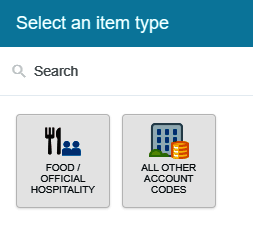 Select an item type
Search
FOOD /
OFFICIAL
HOSPITALITY
ALL OTHER
ACCOUNT
CODES